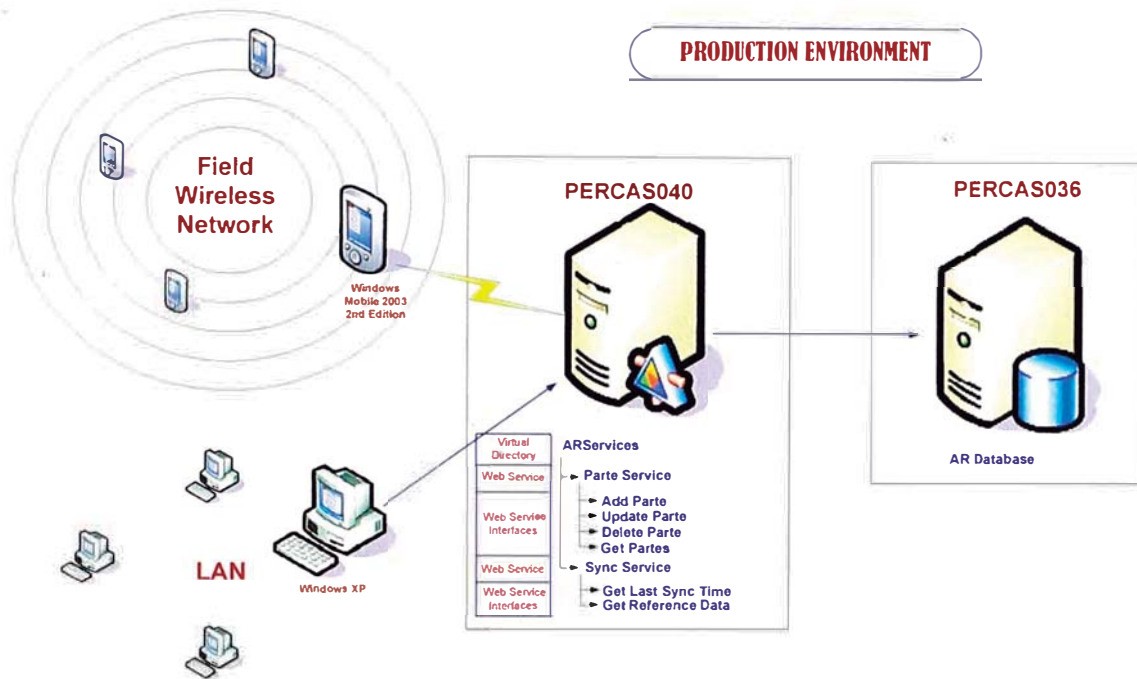 PRODUCTION ENVIRONMENT
Field
Wireless
Network
Windows
Mobile 2003
2nd Edition
PERCAS040
PERCAS036
AR Database
LAN
Windows XP
Virtual
Directory
ARServices
Web Service
Parte Service
Web Service
Interfaces
Add Parte
Update Parte
Delete Parte
Get Partes
Web Service
Sync Service
Web Service
Interfaces
Get Last Sync Time
Get Reference Data